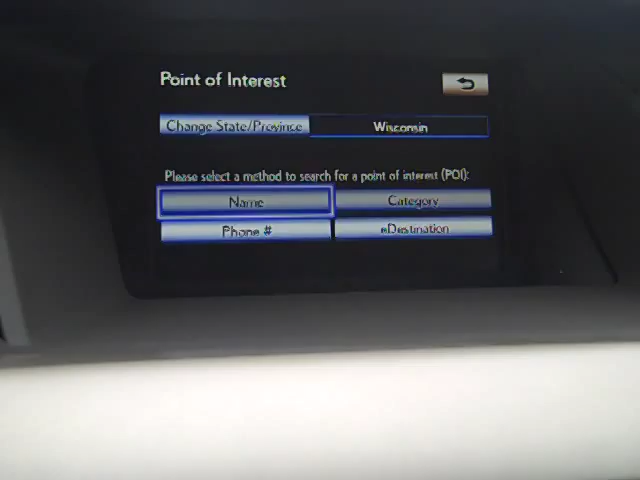 Point of Interest
Change State/Province Wisconsin
Please select a method to search for a point of interest (POI):
Name Category
Phone # eDestination